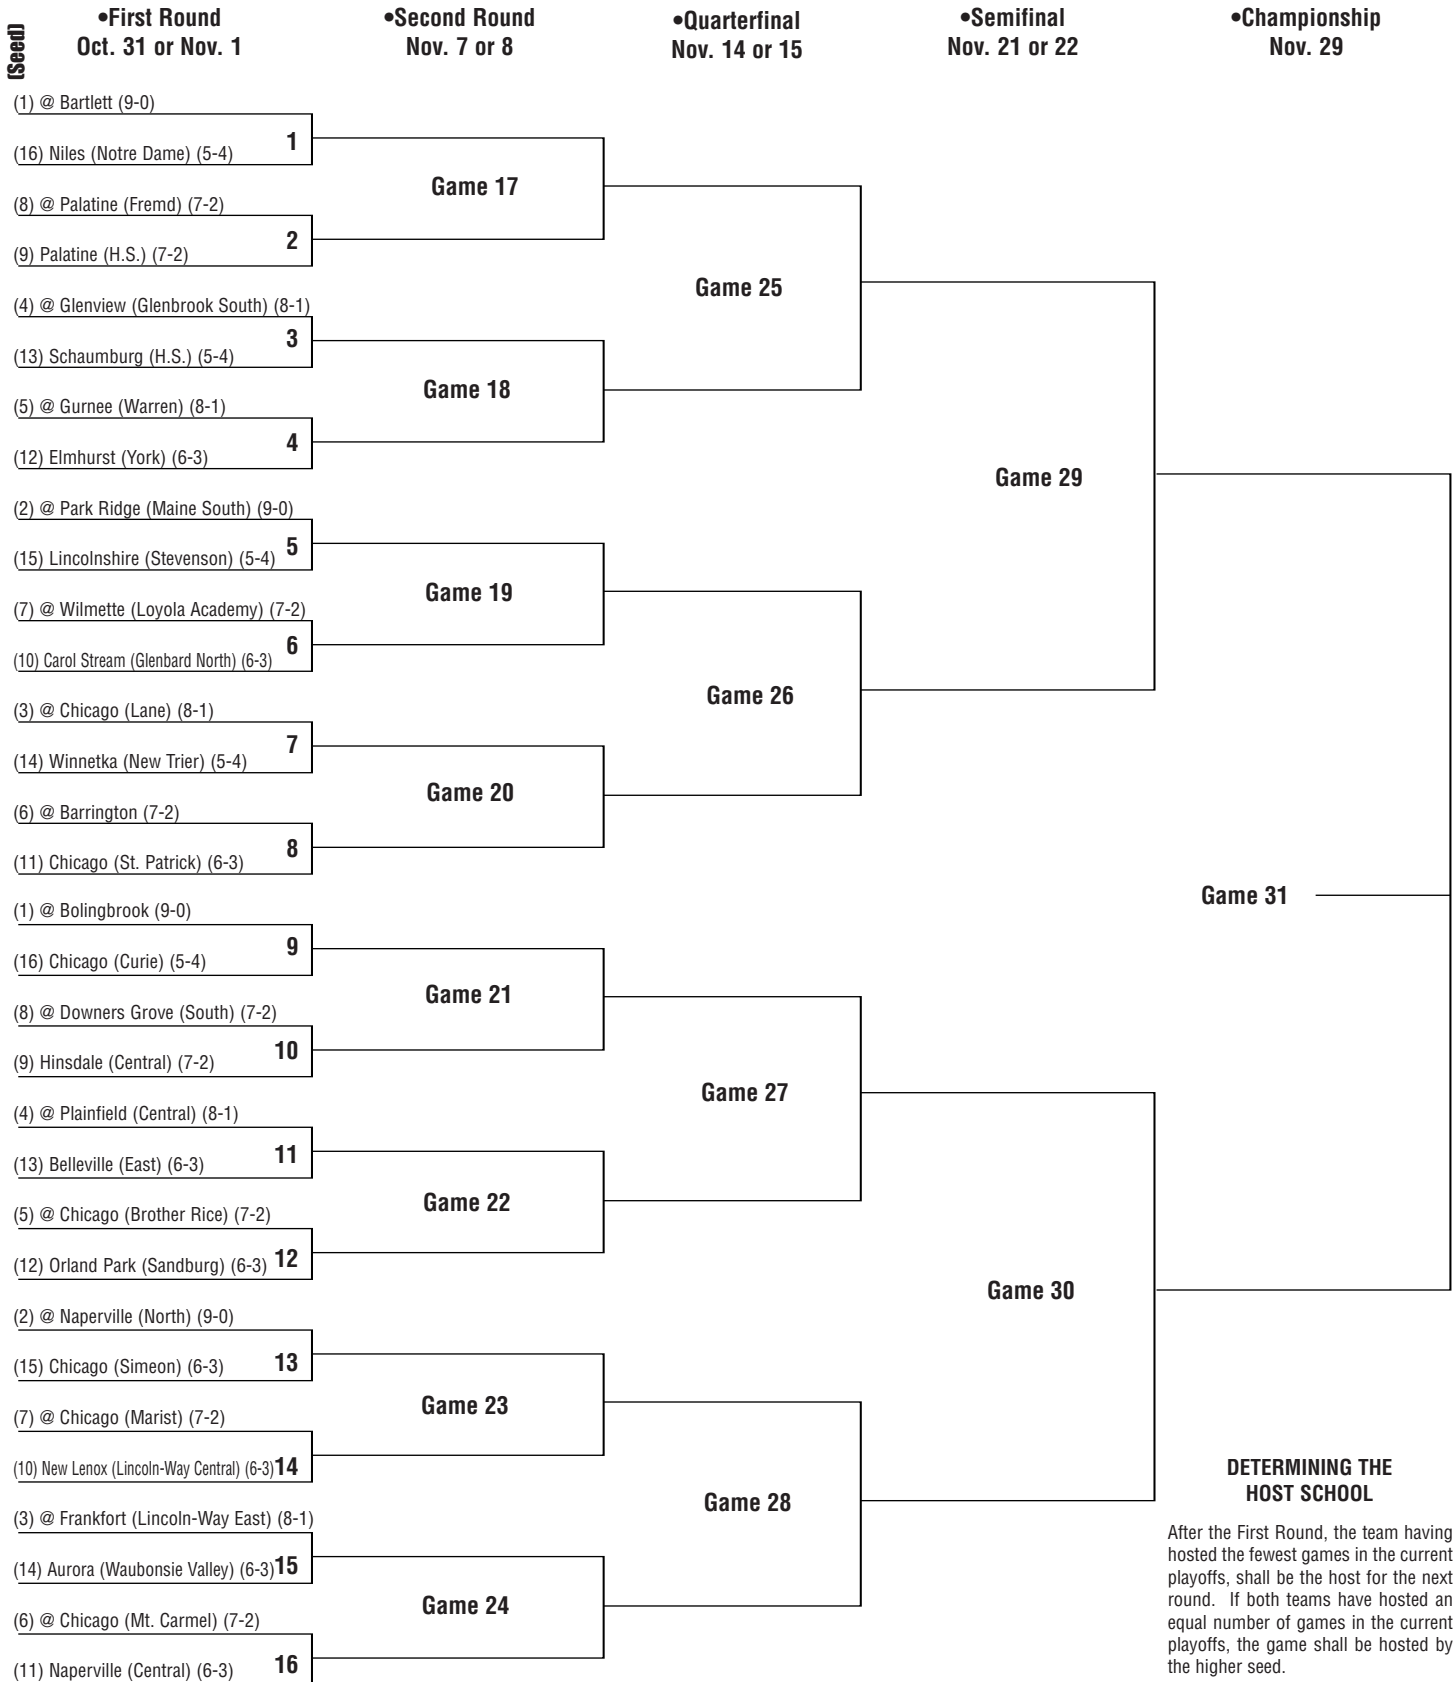 (Seed)
•First Round
Oct. 31 or Nov. 1
•Second Round
Nov. 7 or 8
•Quarterfinal
Nov. 14 or 15
•Semifinal
Nov. 21 or 22
•Championship
Nov. 29
(1) @ Bartlett (9-0)
1
(16) Niles (Notre Dame) (5-4)
Game 17
(8) @ Palatine (Fremd) (7-2)
2
(9) Palatine (H.S.) (7-2)
Game 25
(4) @ Glenview (Glenbrook South) (8-1)
3
(13) Schaumburg (H.S.) (5-4)
Game 18
(5) @ Gurnee (Warren) (8-1)
4
(12) Elmhurst (York) (6-3)
Game 29
(2) @ Park Ridge (Maine South) (9-0)
5
(15) Lincolnshire (Stevenson) (5-4)
Game 19
(7) @ Wilmette (Loyola Academy) (7-2)
6
(10) Carol Stream (Glenbard North) (6-3)
Game 26
(3) @ Chicago (Lane) (8-1)
7
(14) Winnetka (New Trier) (5-4)
Game 20
(6) @ Barrington (7-2)
8
(11) Chicago (St. Patrick) (6-3)
Game 31
(1) @ Bolingbrook (9-0)
9
(16) Chicago (Curie) (5-4)
Game 21
(8) @ Downers Grove (South) (7-2)
10
(9) Hinsdale (Central) (7-2)
Game 27
(4) @ Plainfield (Central) (8-1)
11
(13) Belleville (East) (6-3)
Game 22
(5) @ Chicago (Brother Rice) (7-2)
12
(12) Orland Park (Sandburg) (6-3)
Game 30
(2) @ Naperville (North) (9-0)
13
(15) Chicago (Simeon) (6-3)
Game 23
(7) @ Chicago (Marist) (7-2)
14
(10) New Lenox (Lincoln-Way Central) (6-3)
Game 28
(3) @ Frankfort (Lincoln-Way East) (8-1)
15
(14) Aurora (Waubonsie Valley) (6-3)
Game 24
(6) @ Chicago (Mt. Carmel) (7-2)
16
(11) Naperville (Central) (6-3)
DETERMINING THE
HOST SCHOOL
After the First Round, the team having
hosted the fewest games in the current
playoffs, shall be the host for the next
round. If both teams have hosted an
equal number of games in the current
playoffs, the game shall be hosted by
the higher seed.